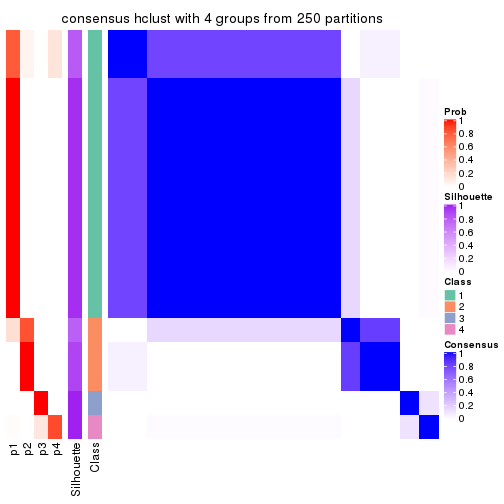 consensus hclust with 4 groups from 250 partitions
Prob
1
0.8
0.6
0.4
0.2
0
Silhouette
1
0.8
0.6
0.4
0.2
0
Class
1
2
3
4
Consensus
1
0.8
0.6
0.4
0.2
0
p1
p2
p3
p4
Silhouette
Class